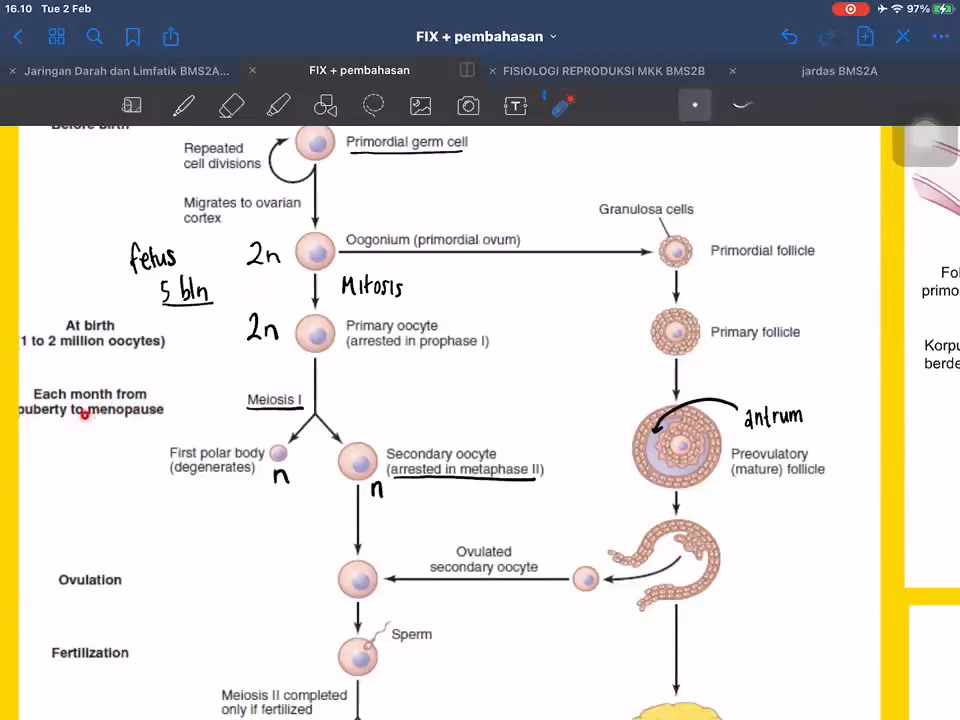 16.10 Tue 2 Feb
97%
FIX + pembahasan
Jaringan Darah dan Limfatik BMS2A...
FIX + pembahasan
FISIOLOGI REPRODUKSI MKK BMS2B
jardas BMS2A
Before birth
Repeated
cell divisions
Primordial germ cell
Migrates to ovarian
cortex
Granulosa cells
fetus
5 bln
2n
Oogonium (primordial ovum)
Primordial follicle
Mitosis
At birth
1 to 2 million oocytes)
2n
Primary oocyte
(arrested in prophase I)
Primary follicle
Each month from
puberty to menopause
Meiosis I
antrum
First polar body
(degenerates)
n
Secondary oocyte
(arrested in metaphase II)
n
Preovulatory
(mature) follicle
Ovulation
Ovulated
secondary oocyte
Fertilization
Sperm
Meiosis II completed
only if fertilized
Fol
primo
Korpu
berde